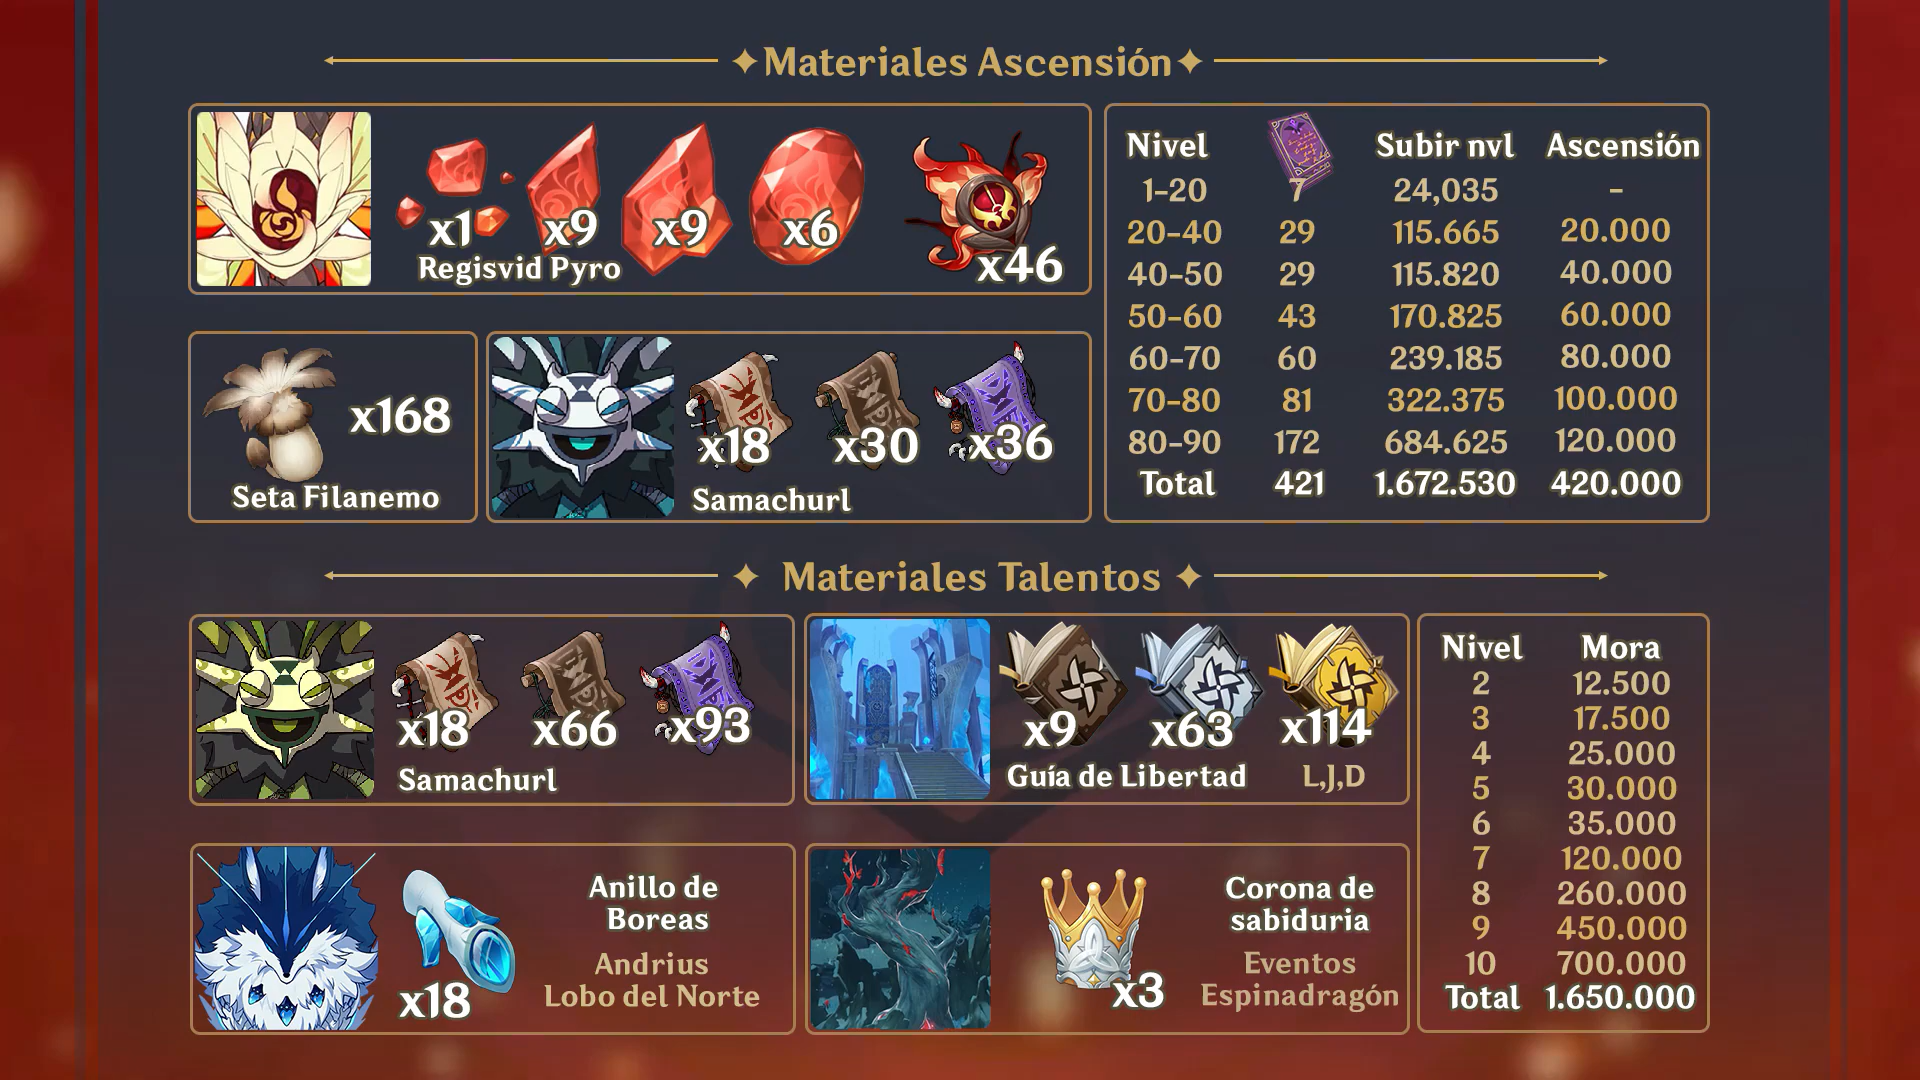 Materiales Ascensión
x1 x9 x9 x6 x46
Regisvid Pyro
x168
Seta Filanemo
x18 x30 x36
Samachurl
Nivel Subir nvl Ascensión
1-20 7 24,035 -
20-40 29 115.665 20.000
40-50 29 115.820 40.000
50-60 43 170.825 60.000
60-70 60 239.185 80.000
70-80 81 322.375 100.000
80-90 172 684.625 120.000
Total 421 1.672.530 420.000
Materiales Talentos
x18 x66 x93
Samachurl
x9 x63 x114
Guía de Libertad L,J,D
Anillo de
Boreas
Andrius
Lobo del Norte
x18
Corona de
sabiduria
Eventos
Espinadragón
x3
Nivel Mora
2 12.500
3 17.500
4 25.000
5 30.000
6 35.000
7 120.000
8 260.000
9 450.000
10 700.000
Total 1.650.000